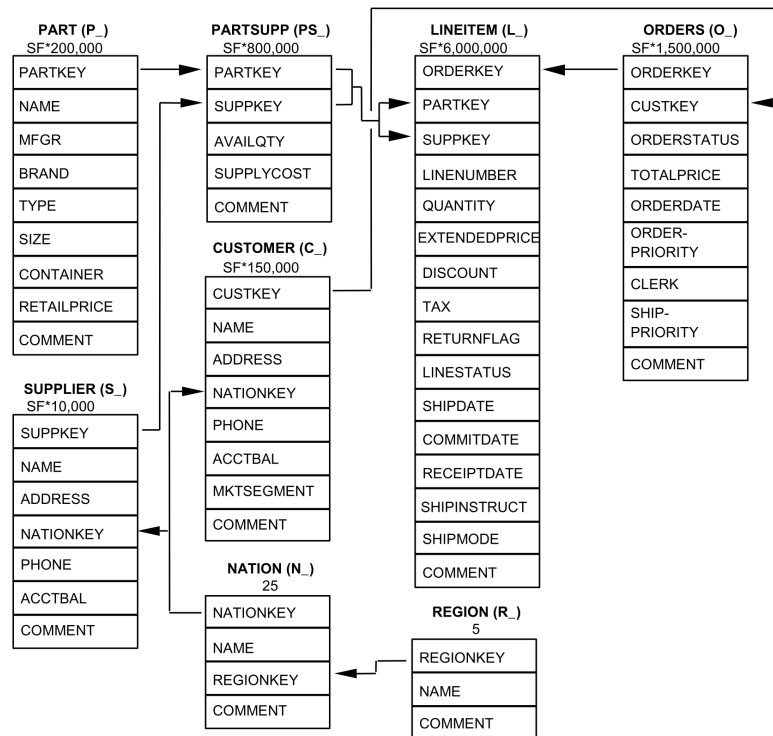 PART (P_)
SF*200,000
PARTKEY
NAME
MFGR
BRAND
TYPE
SIZE
CONTAINER
RETAILPRICE
COMMENT
SUPPLIER (S_)
SF*10,000
SUPPKEY
NAME
ADDRESS
NATIONKEY
PHONE
ACCTBAL
COMMENT
PARTSUPP (PS_)
SF*800,000
PARTKEY
SUPPKEY
AVAILQTY
SUPPLYCOST
COMMENT
CUSTOMER (C_)
SF*150,000
CUSTKEY
NAME
ADDRESS
NATIONKEY
PHONE
ACCTBAL
MKTSEGMENT
COMMENT
NATION (N_)
25
NATIONKEY
NAME
REGIONKEY
COMMENT
LINEITEM (L_)
SF*6,000,000
ORDERKEY
PARTKEY
SUPPKEY
LINENUMBER
QUANTITY
EXTENDEDPRICE
DISCOUNT
TAX
RETURNFLAG
LINESTATUS
SHIPDATE
COMMITDATE
RECEIPTDATE
SHIPINSTRUCT
SHIPMODE
COMMENT
REGION (R_)
5
REGIONKEY
NAME
COMMENT
ORDERS (O_)
SF*1,500,000
ORDERKEY
CUSTKEY
ORDERSTATUS
TOTALPRICE
ORDERDATE
ORDER-
PRIORITY
CLERK
SHIP-
PRIORITY
COMMENT